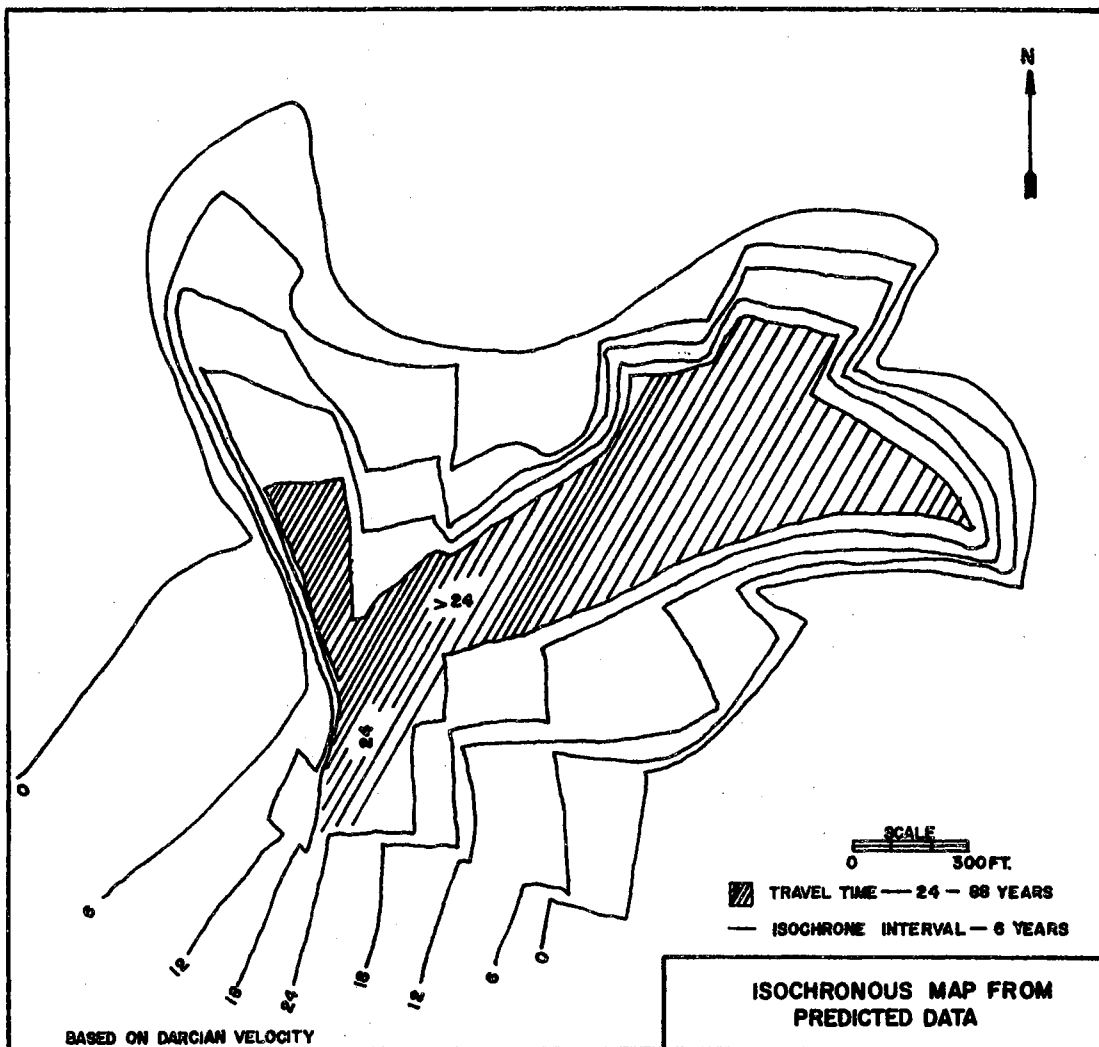 N
> 24
24
0
6
12
18
24
18
12
6
0
SCALE
0 300 FT.
TRAVEL TIME — 24 – 88 YEARS
— ISOCHRONE INTERVAL — 6 YEARS
ISOCHRONOUS MAP FROM
PREDICTED DATA
BASED ON DARCIAN VELOCITY